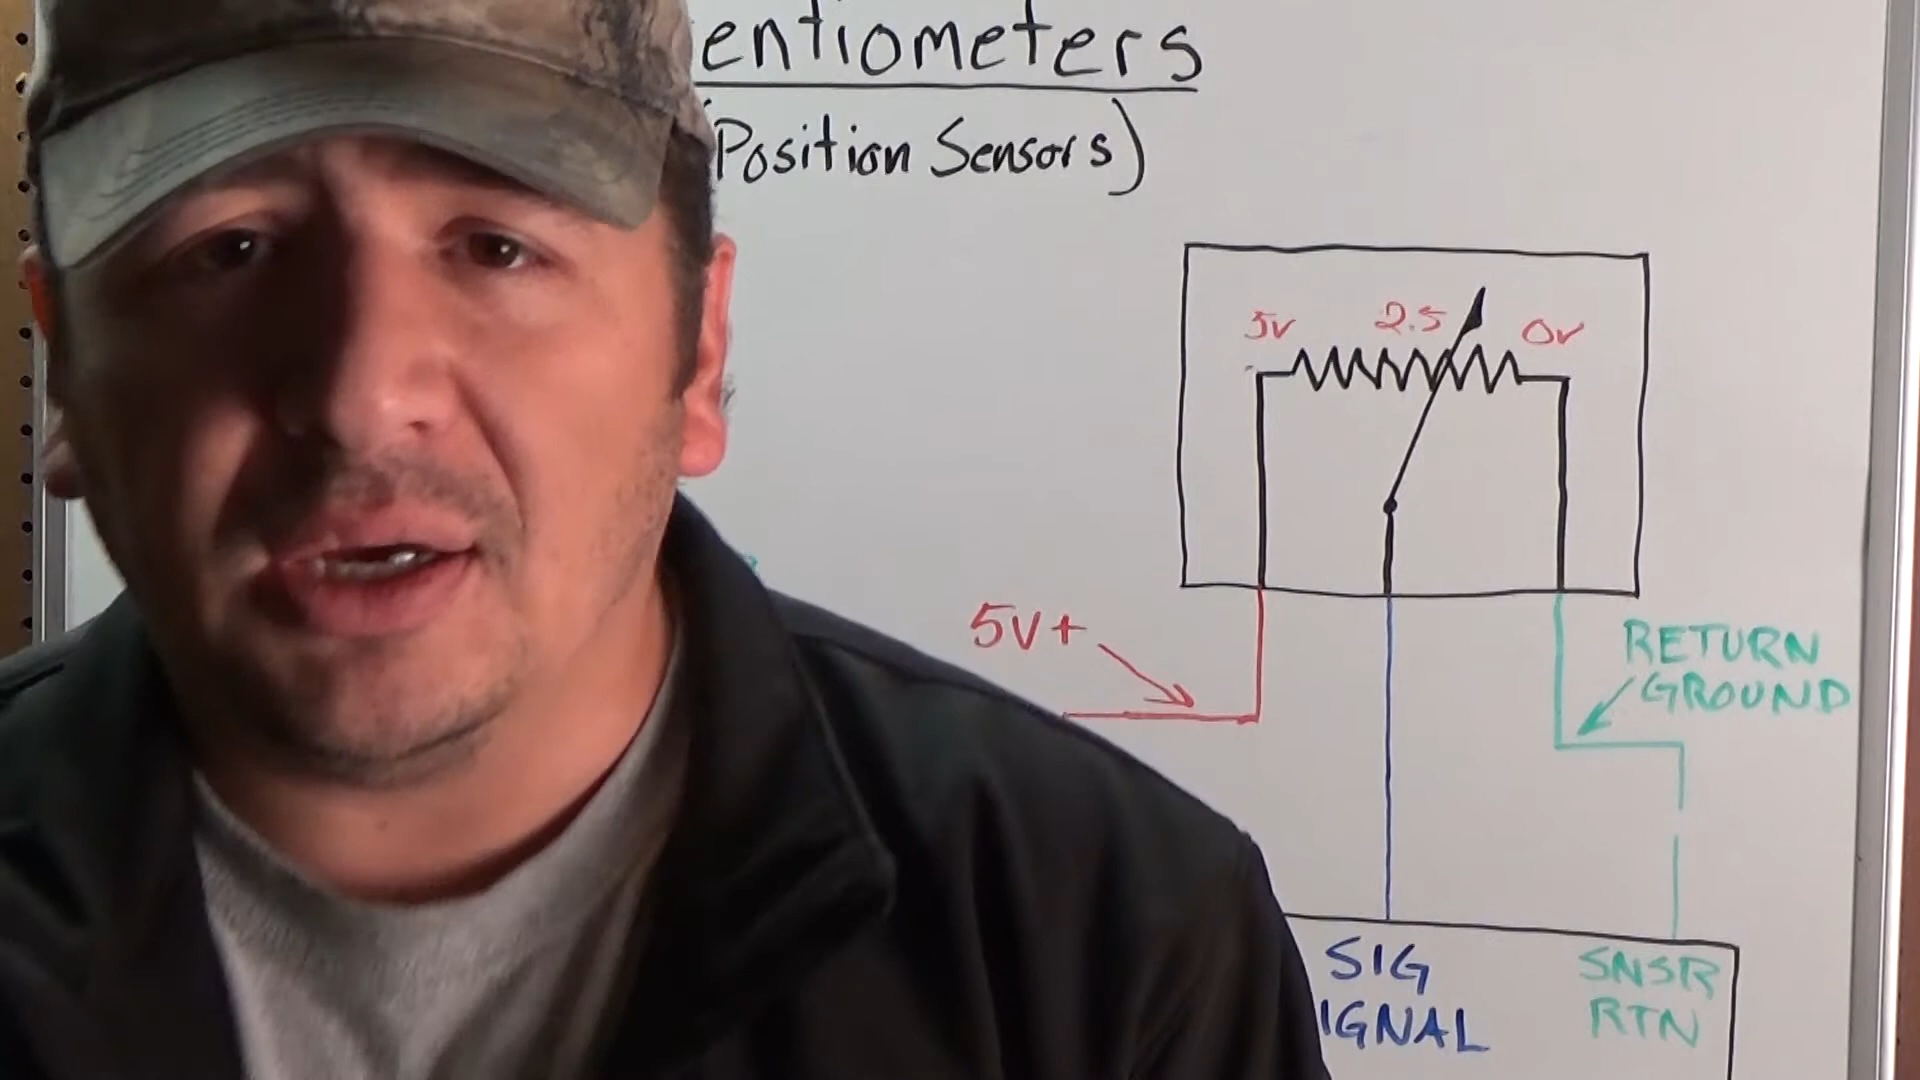 entiometers
(Position Sensors)
5v 2.5 0v
5V+
RETURN
GROUND
SIG
IGNAL
SNSR
RTN